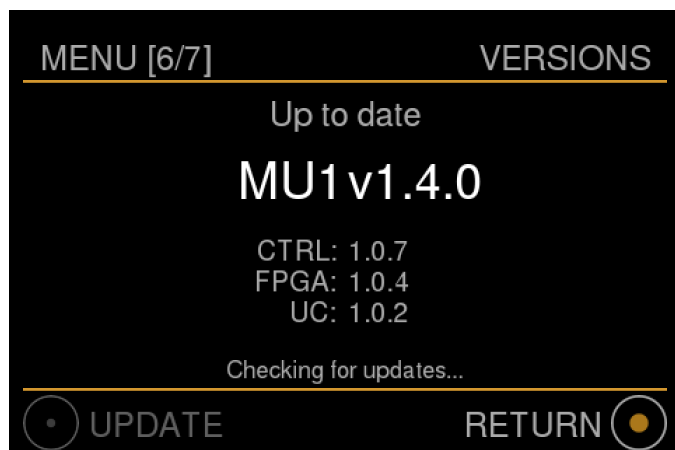 MENU [6/7] VERSIONS
Up to date
MU1 v1.4.0
CTRL: 1.0.7
FPGA: 1.0.4
UC: 1.0.2
Checking for updates...
UPDATE RETURN